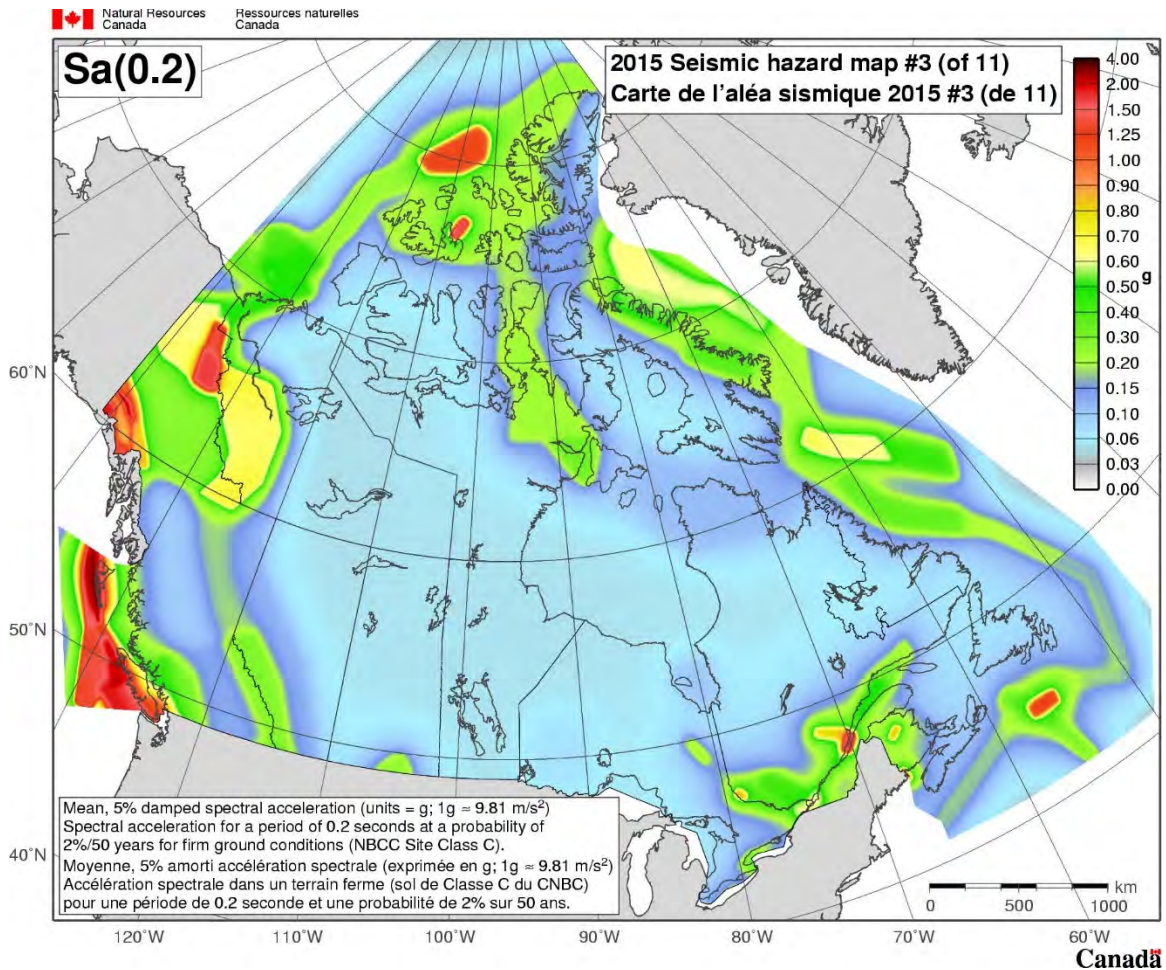 Natural Resources Canada
Ressources naturelles Canada
Sa(0.2)
2015 Seismic hazard map #3 (of 11)
Carte de l'aléa sismique 2015 #3 (de 11)
4.00
2.00
1.50
1.25
1.00
0.90
0.80
0.70
0.60
0.50
0.40
0.30
0.20
0.15
0.10
0.06
0.03
0.00
g
60°N
50°N
40°N
Mean, 5% damped spectral acceleration (units = g; 1g ≈ 9.81 m/s²)
Spectral acceleration for a period of 0.2 seconds at a probability of
2%/50 years for firm ground conditions (NBCC Site Class C).
Moyenne, 5% amorti accélération spectrale (exprimée en g; 1g ≈ 9.81 m/s²)
Accélération spectrale dans un terrain ferme (sol de Classe C du CNBC)
pour une période de 0.2 seconde et une probabilité de 2% sur 50 ans.
km
0 500 1000
120°W 110°W 100°W 90°W 80°W 70°W 60°W
Canada